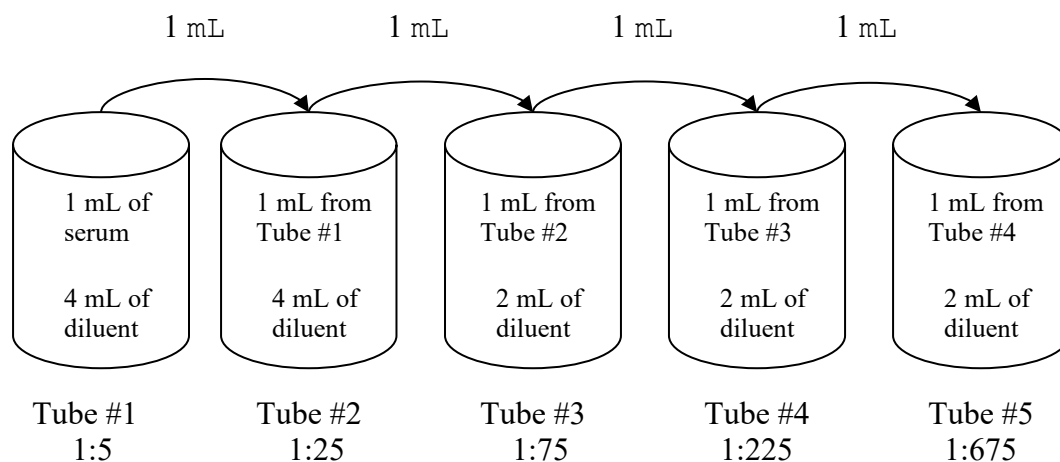 1 mL 1 mL 1 mL 1 mL
1 mL of
serum
4 mL of
diluent
1 mL from
Tube #1
4 mL of
diluent
1 mL from
Tube #2
2 mL of
diluent
1 mL from
Tube #3
2 mL of
diluent
1 mL from
Tube #4
2 mL of
diluent
Tube #1
1:5
Tube #2
1:25
Tube #3
1:75
Tube #4
1:225
Tube #5
1:675